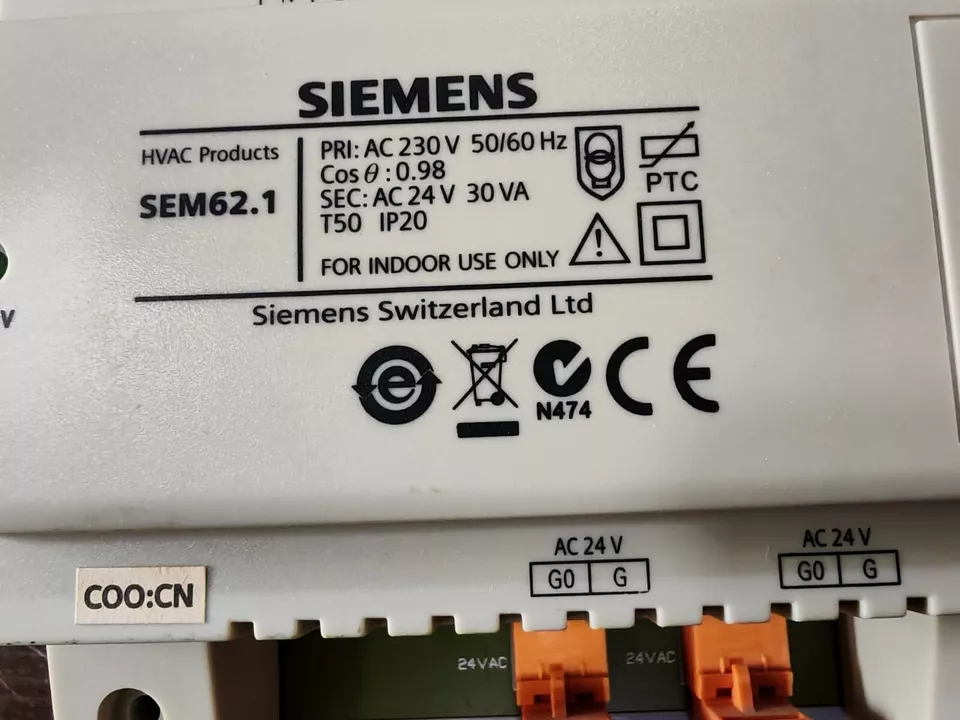 SIEMENS
HVAC Products
SEM62.1
PRI: AC 230 V 50/60 Hz
Cos θ : 0.98
SEC: AC 24 V 30 VA
T50 IP20
FOR INDOOR USE ONLY
PTC
Siemens Switzerland Ltd
e
N474
CE
V
AC 24 V
G0 G
AC 24 V
G0 G
COO:CN
24VAC
24VAC